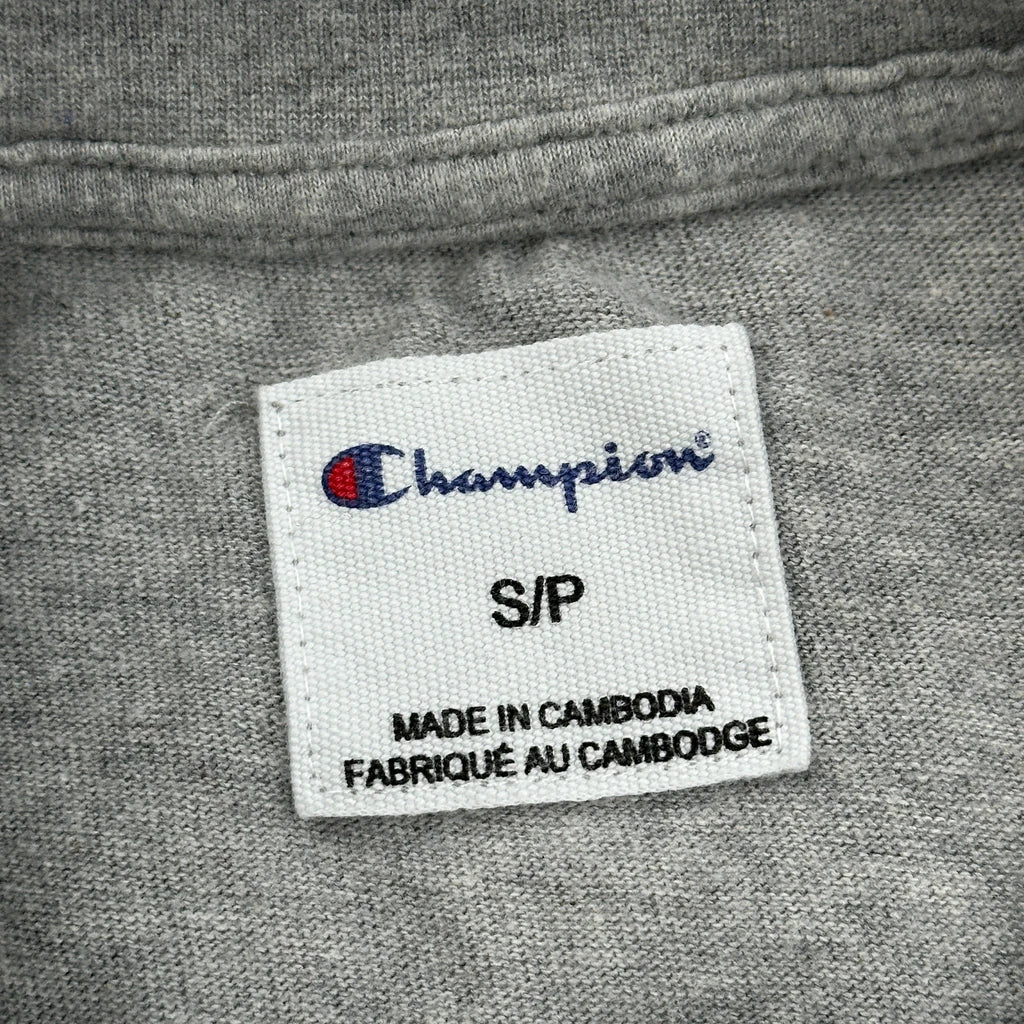 Champion®
S/P
MADE IN CAMBODIA
FABRIQUÉ AU CAMBODGE